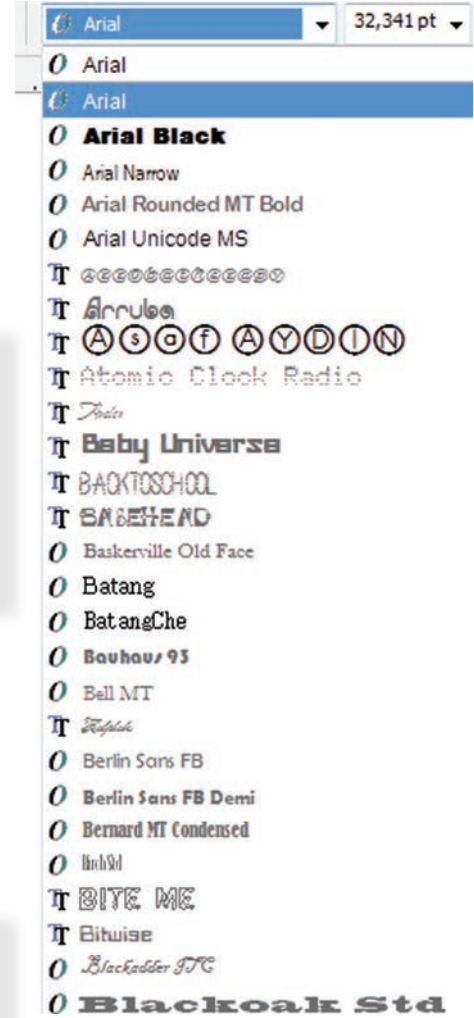 Arial 32,341 pt
Arial
Arial
Arial Black
Arial Narrow
Arial Rounded MT Bold
Arial Unicode MS
Arruba
Asaf AYDIN
Atomic Clock Radio
Baby Universe
BACKTOSCHOOL
BASEHEAD
Baskerville Old Face
Batang
BatangChe
Bauhaus 93
Bell MT
Berlin Sans FB
Berlin Sans FB Demi
Bernard MT Condensed
BITE ME
Bitwise
Blackadder ITC
Blackoak Std